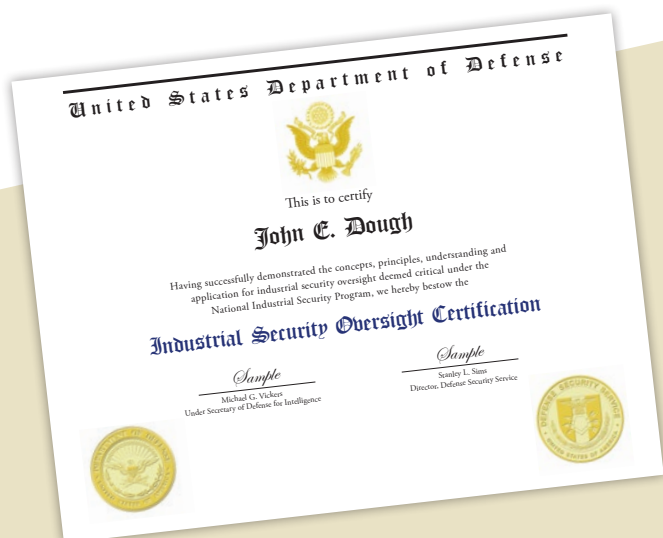 United States Department of Defense
This is to certify
John E. Dough
Having successfully demonstrated the concepts, principles, understanding and
application for industrial security oversight deemed critical under the
National Industrial Security Program, we hereby bestow the
Industrial Security Oversight Certification
Sample
Michael G. Vickers
Under Secretary of Defense for Intelligence
Sample
Stanley L. Sims
Director, Defense Security Service
DEFENSE SECURITY SERVICE
UNITED STATES OF AMERICA